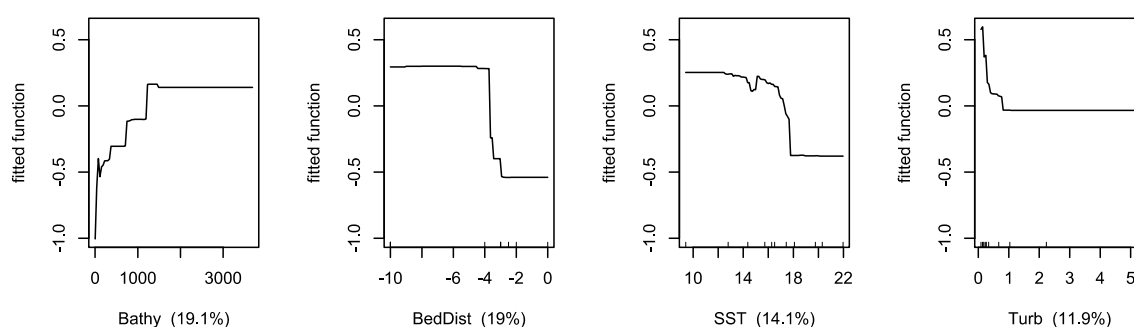 fitted function
0.5
0.0
-0.5
-1.0
0 1000 3000
Bathy (19.1%)
fitted function
0.5
0.0
-0.5
-1.0
-10 -8 -6 -4 -2 0
BedDist (19%)
fitted function
0.5
0.0
-0.5
-1.0
10 14 18 22
SST (14.1%)
fitted function
0.5
0.0
-0.5
-1.0
0 1 2 3 4 5
Turb (11.9%)